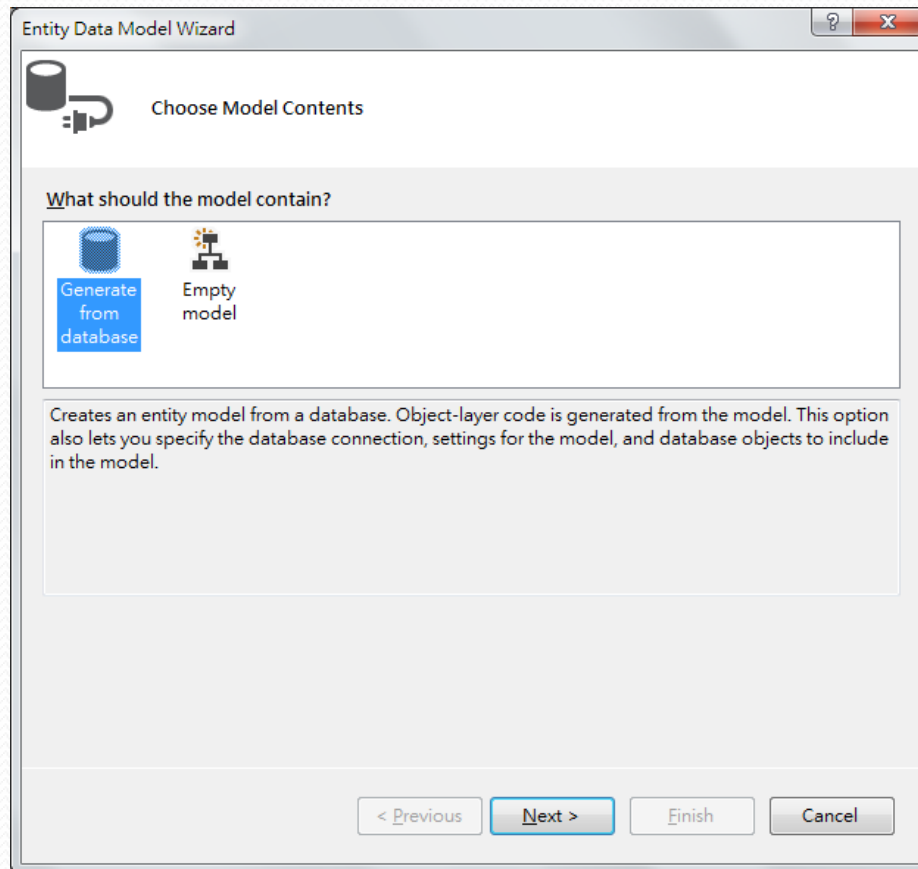 Entity Data Model Wizard
?
x
Choose Model Contents
What should the model contain?
Generate
from
database
Empty
model
Creates an entity model from a database. Object-layer code is generated from the model. This option
also lets you specify the database connection, settings for the model, and database objects to include
in the model.
< Previous
Next >
Finish
Cancel